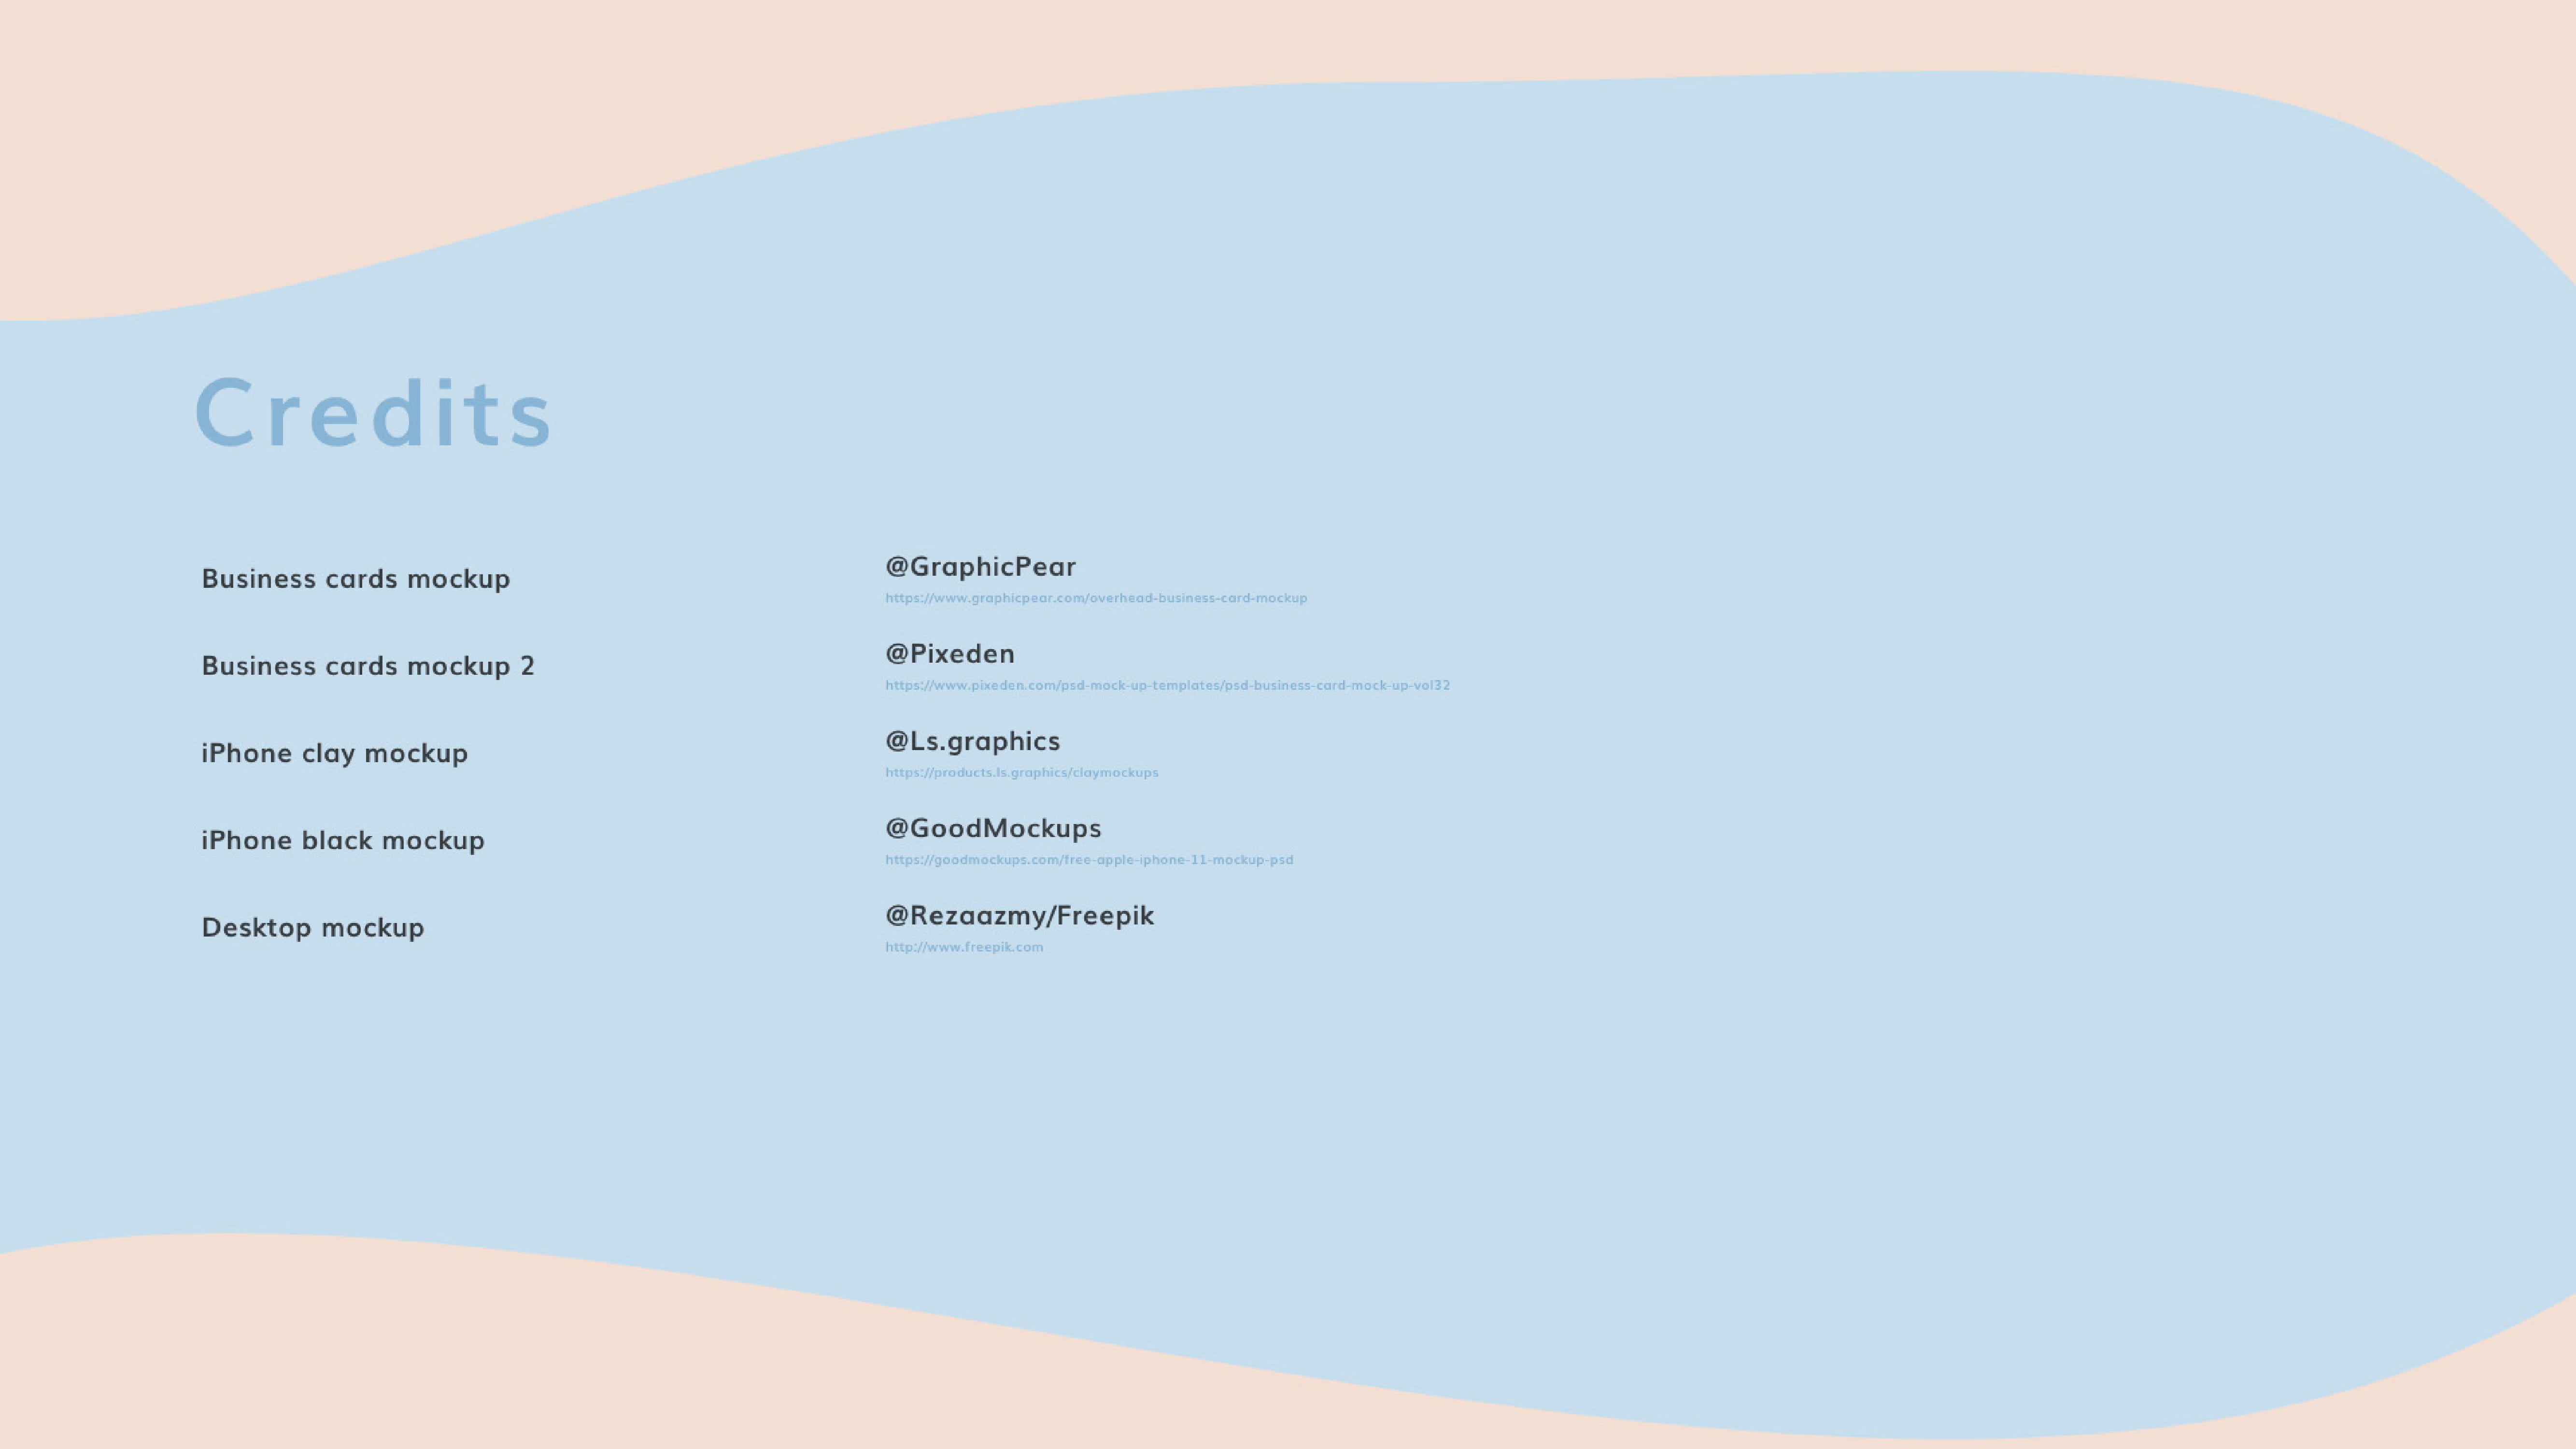 Credits
Business cards mockup
@GraphicPear
https://www.graphicpear.com/overhead-business-card-mockup
Business cards mockup 2
@Pixeden
https://www.pixeden.com/psd-mock-up-templates/psd-business-card-mock-up-vol32
iPhone clay mockup
@Ls.graphics
https://products.ls.graphics/claymockups
iPhone black mockup
@GoodMockups
https://goodmockups.com/free-apple-iphone-11-mockup-psd
Desktop mockup
@Rezaazmy/Freepik
http://www.freepik.com